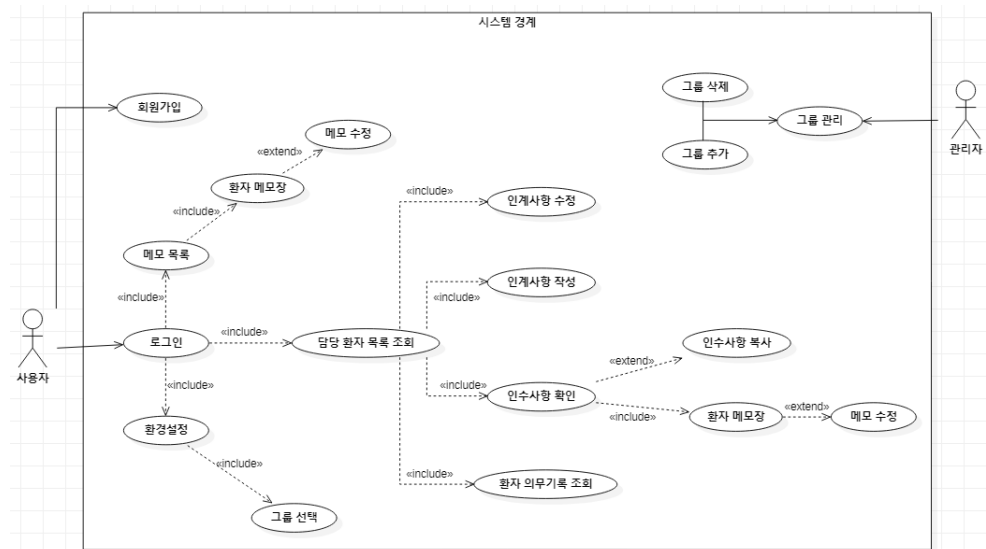 시스템 경계
그룹 삭제
회원가입
그룹 관리
메모 수정
관리자
그룹 추가
«extend»
환자 메모장
«include»
인계사항 수정
«include»
메모 목록
인계사항 작성
«include»
«include»
«include»
로그인
담당 환자 목록 조회
인수사항 복사
사용자
«extend»
«include»
«include»
인수사항 확인
«extend»
«include»
환자 메모장
메모 수정
환경설정
«include»
«include»
환자 의무기록 조회
그룹 선택